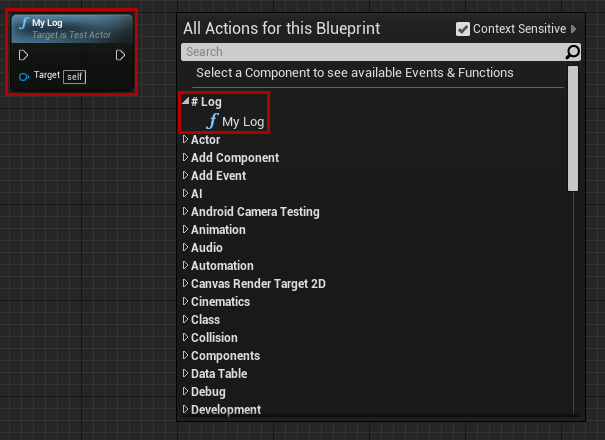 My Log
Target is Test Actor
Target self
All Actions for this Blueprint
Context Sensitive
Search
Select a Component to see available Events & Functions
# Log
My Log
Actor
Add Component
Add Event
AI
Android Camera Testing
Animation
Audio
Automation
Canvas Render Target 2D
Cinematics
Class
Collision
Components
Data Table
Debug
Development